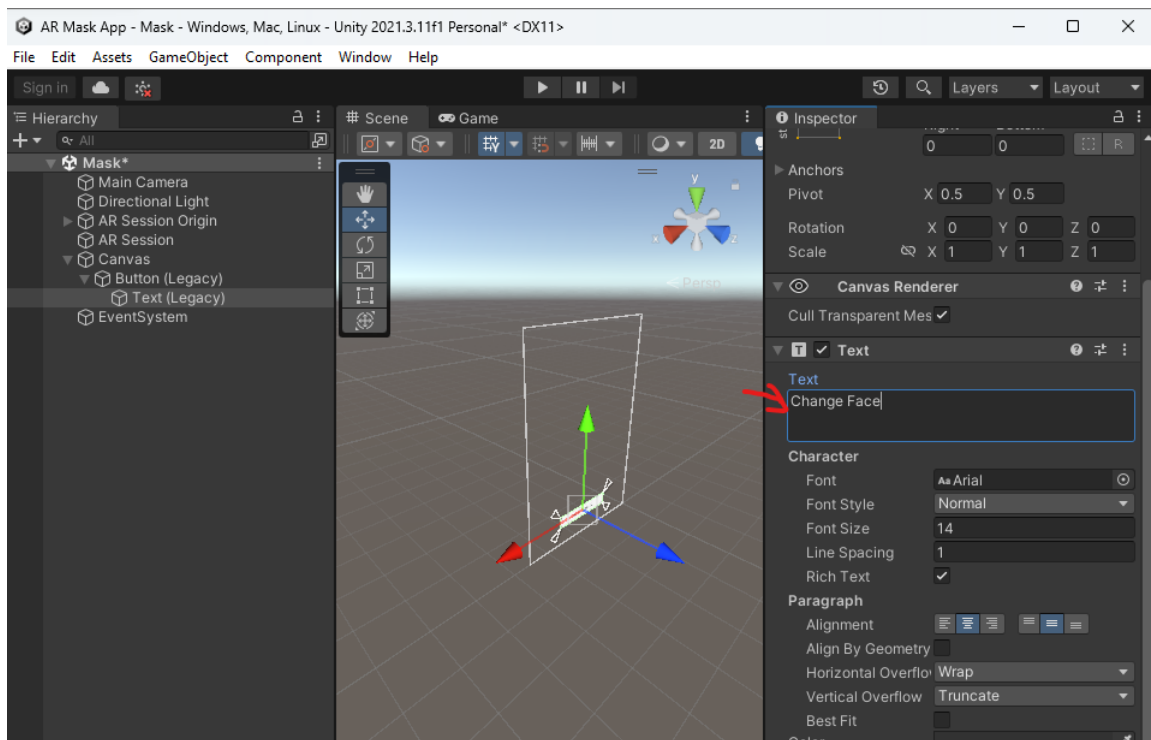 AR Mask App - Mask - Windows, Mac, Linux - Unity 2021.3.11f1 Personal* <DX11>
File Edit Assets GameObject Component Window Help
Sign in
Layers
Layout
Hierarchy
All
Mask*
Main Camera
Directional Light
AR Session Origin
AR Session
Canvas
Button (Legacy)
Text (Legacy)
EventSystem
Scene
Game
2D
y
x
z
Persp
Inspector
0 0 R
Anchors
Pivot X 0.5 Y 0.5
Rotation X 0 Y 0 Z 0
Scale X 1 Y 1 Z 1
Canvas Renderer
Cull Transparent Mes
T Text
Text
Change Face
Character
Font Aa Arial
Font Style Normal
Font Size 14
Line Spacing 1
Rich Text
Paragraph
Alignment
Align By Geometry
Horizontal Overflo Wrap
Vertical Overflow Truncate
Best Fit